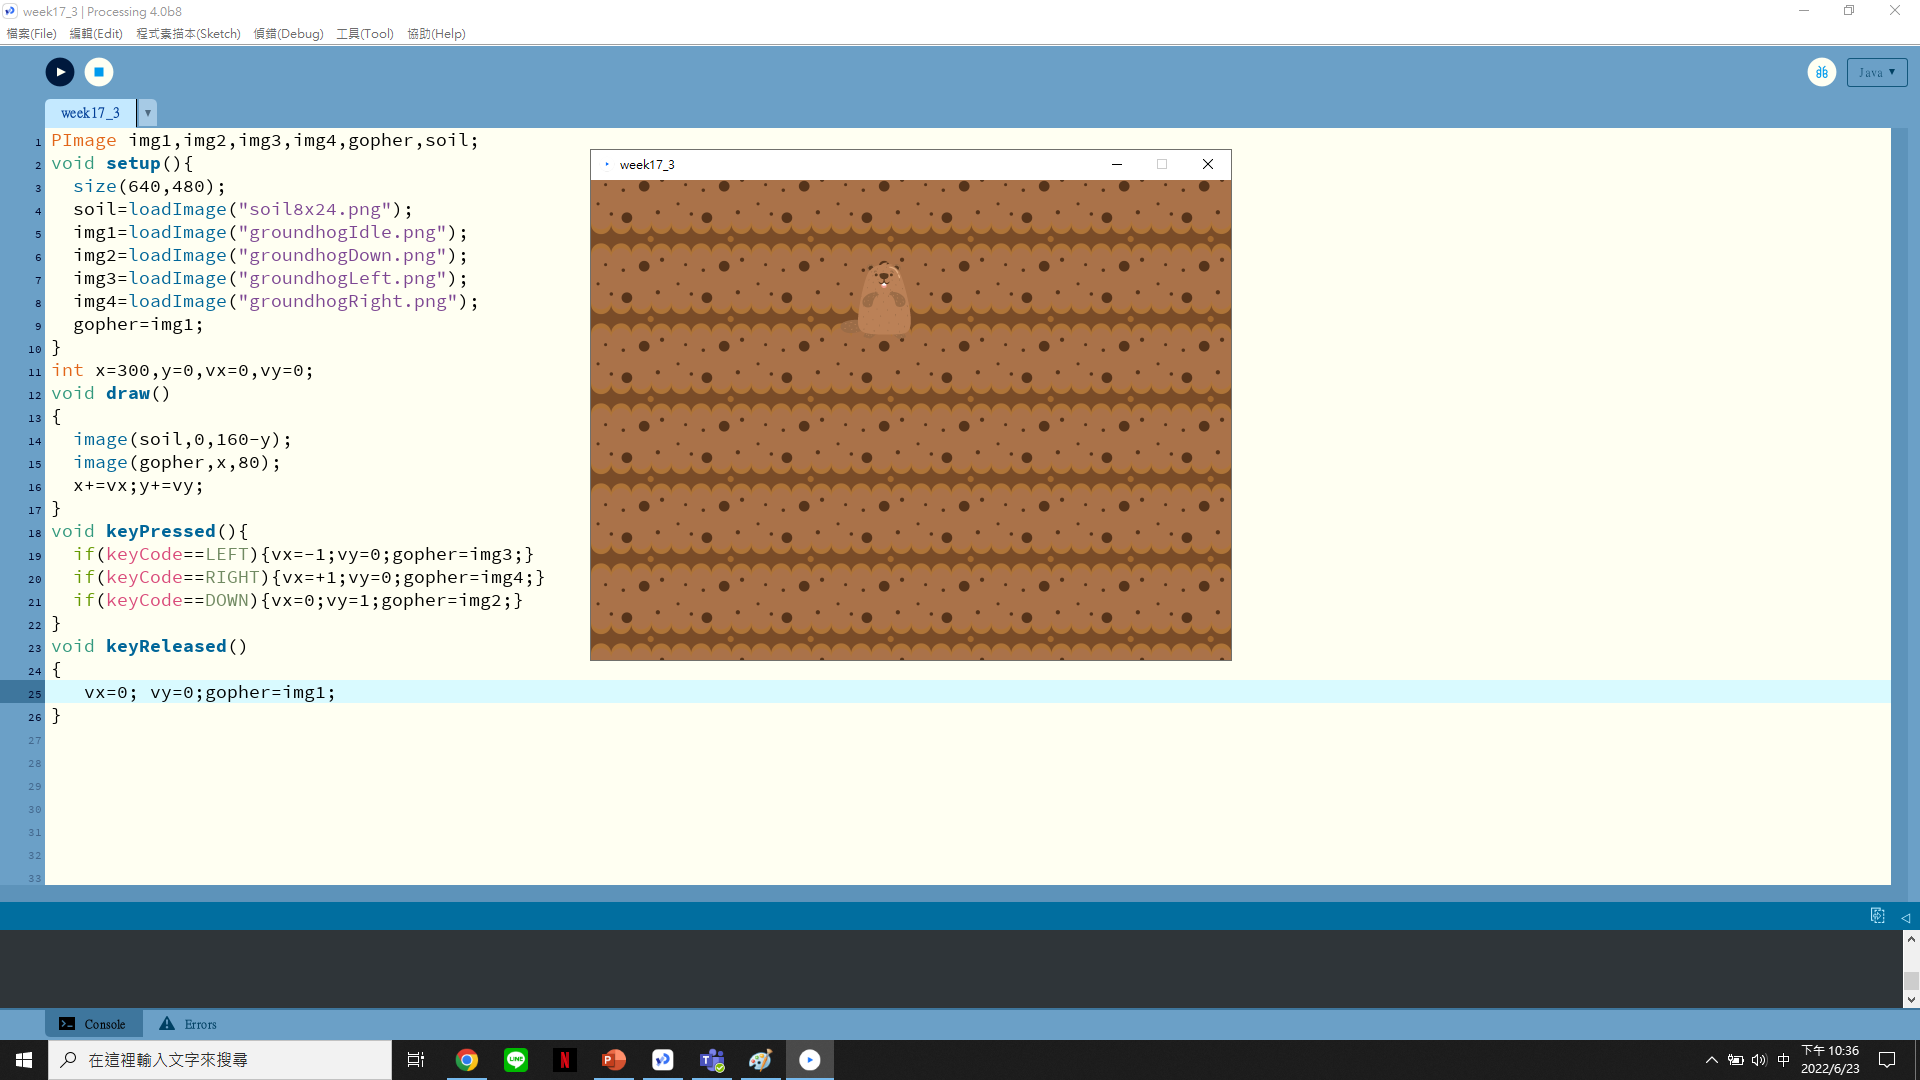 week17_3 | Processing 4.0b8
檔案(File) 編輯(Edit) 程式素描本(Sketch) 偵錯(Debug) 工具(Tool) 協助(Help)
Java ▼
week17_3 ▼
1 PImage img1,img2,img3,img4,gopher,soil;
2 void setup(){
3 size(640,480);
4 soil=loadImage("soil8x24.png");
5 img1=loadImage("groundhogIdle.png");
6 img2=loadImage("groundhogDown.png");
7 img3=loadImage("groundhogLeft.png");
8 img4=loadImage("groundhogRight.png");
9 gopher=img1;
10 }
11 int x=300,y=0,vx=0,vy=0;
12 void draw()
13 {
14 image(soil,0,160-y);
15 image(gopher,x,80);
16 x+=vx;y+=vy;
17 }
18 void keyPressed(){
19 if(keyCode==LEFT){vx=-1;vy=0;gopher=img3;}
20 if(keyCode==RIGHT){vx=+1;vy=0;gopher=img4;}
21 if(keyCode==DOWN){vx=0;vy=1;gopher=img2;}
22 }
23 void keyReleased()
24 {
25 vx=0; vy=0;gopher=img1;
26 }
27
28
29
30
31
32
33
week17_3
Console Errors
在這裡輸入文字來搜尋
LINE
N
P
T
中
下午 10:36
2022/6/23